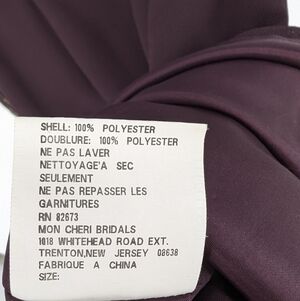 SHELL: 100% POLYESTER
DOUBLURE: 100% POLYESTER
NE PAS LAVER
NETTOYAGE'A SEC
SEULEMENT
NE PAS REPASSER LES
GARNITURES
RN 82673
MON CHERI BRIDALS
1018 WHITEHEAD ROAD EXT.
TRENTON,NEW JERSEY 08638
FABRIQUE A CHINA
SIZE: